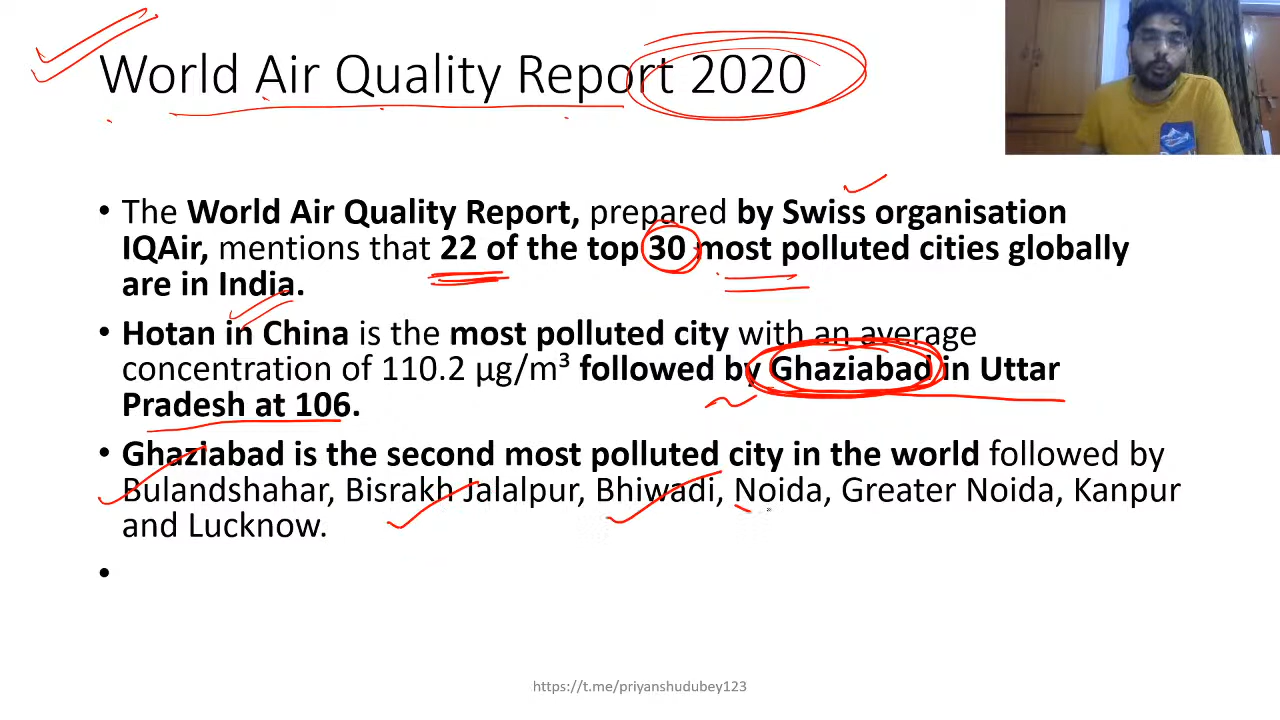 World Air Quality Report 2020
• The World Air Quality Report, prepared by Swiss organisation
IQAir, mentions that 22 of the top 30 most polluted cities globally
are in India.
• Hotan in China is the most polluted city with an average
concentration of 110.2 µg/m³ followed by Ghaziabad in Uttar
Pradesh at 106.
• Ghaziabad is the second most polluted city in the world followed by
Bulandshahar, Bisrakh Jalalpur, Bhiwadi, Noida, Greater Noida, Kanpur
and Lucknow.
•
https://t.me/priyanshudubey123